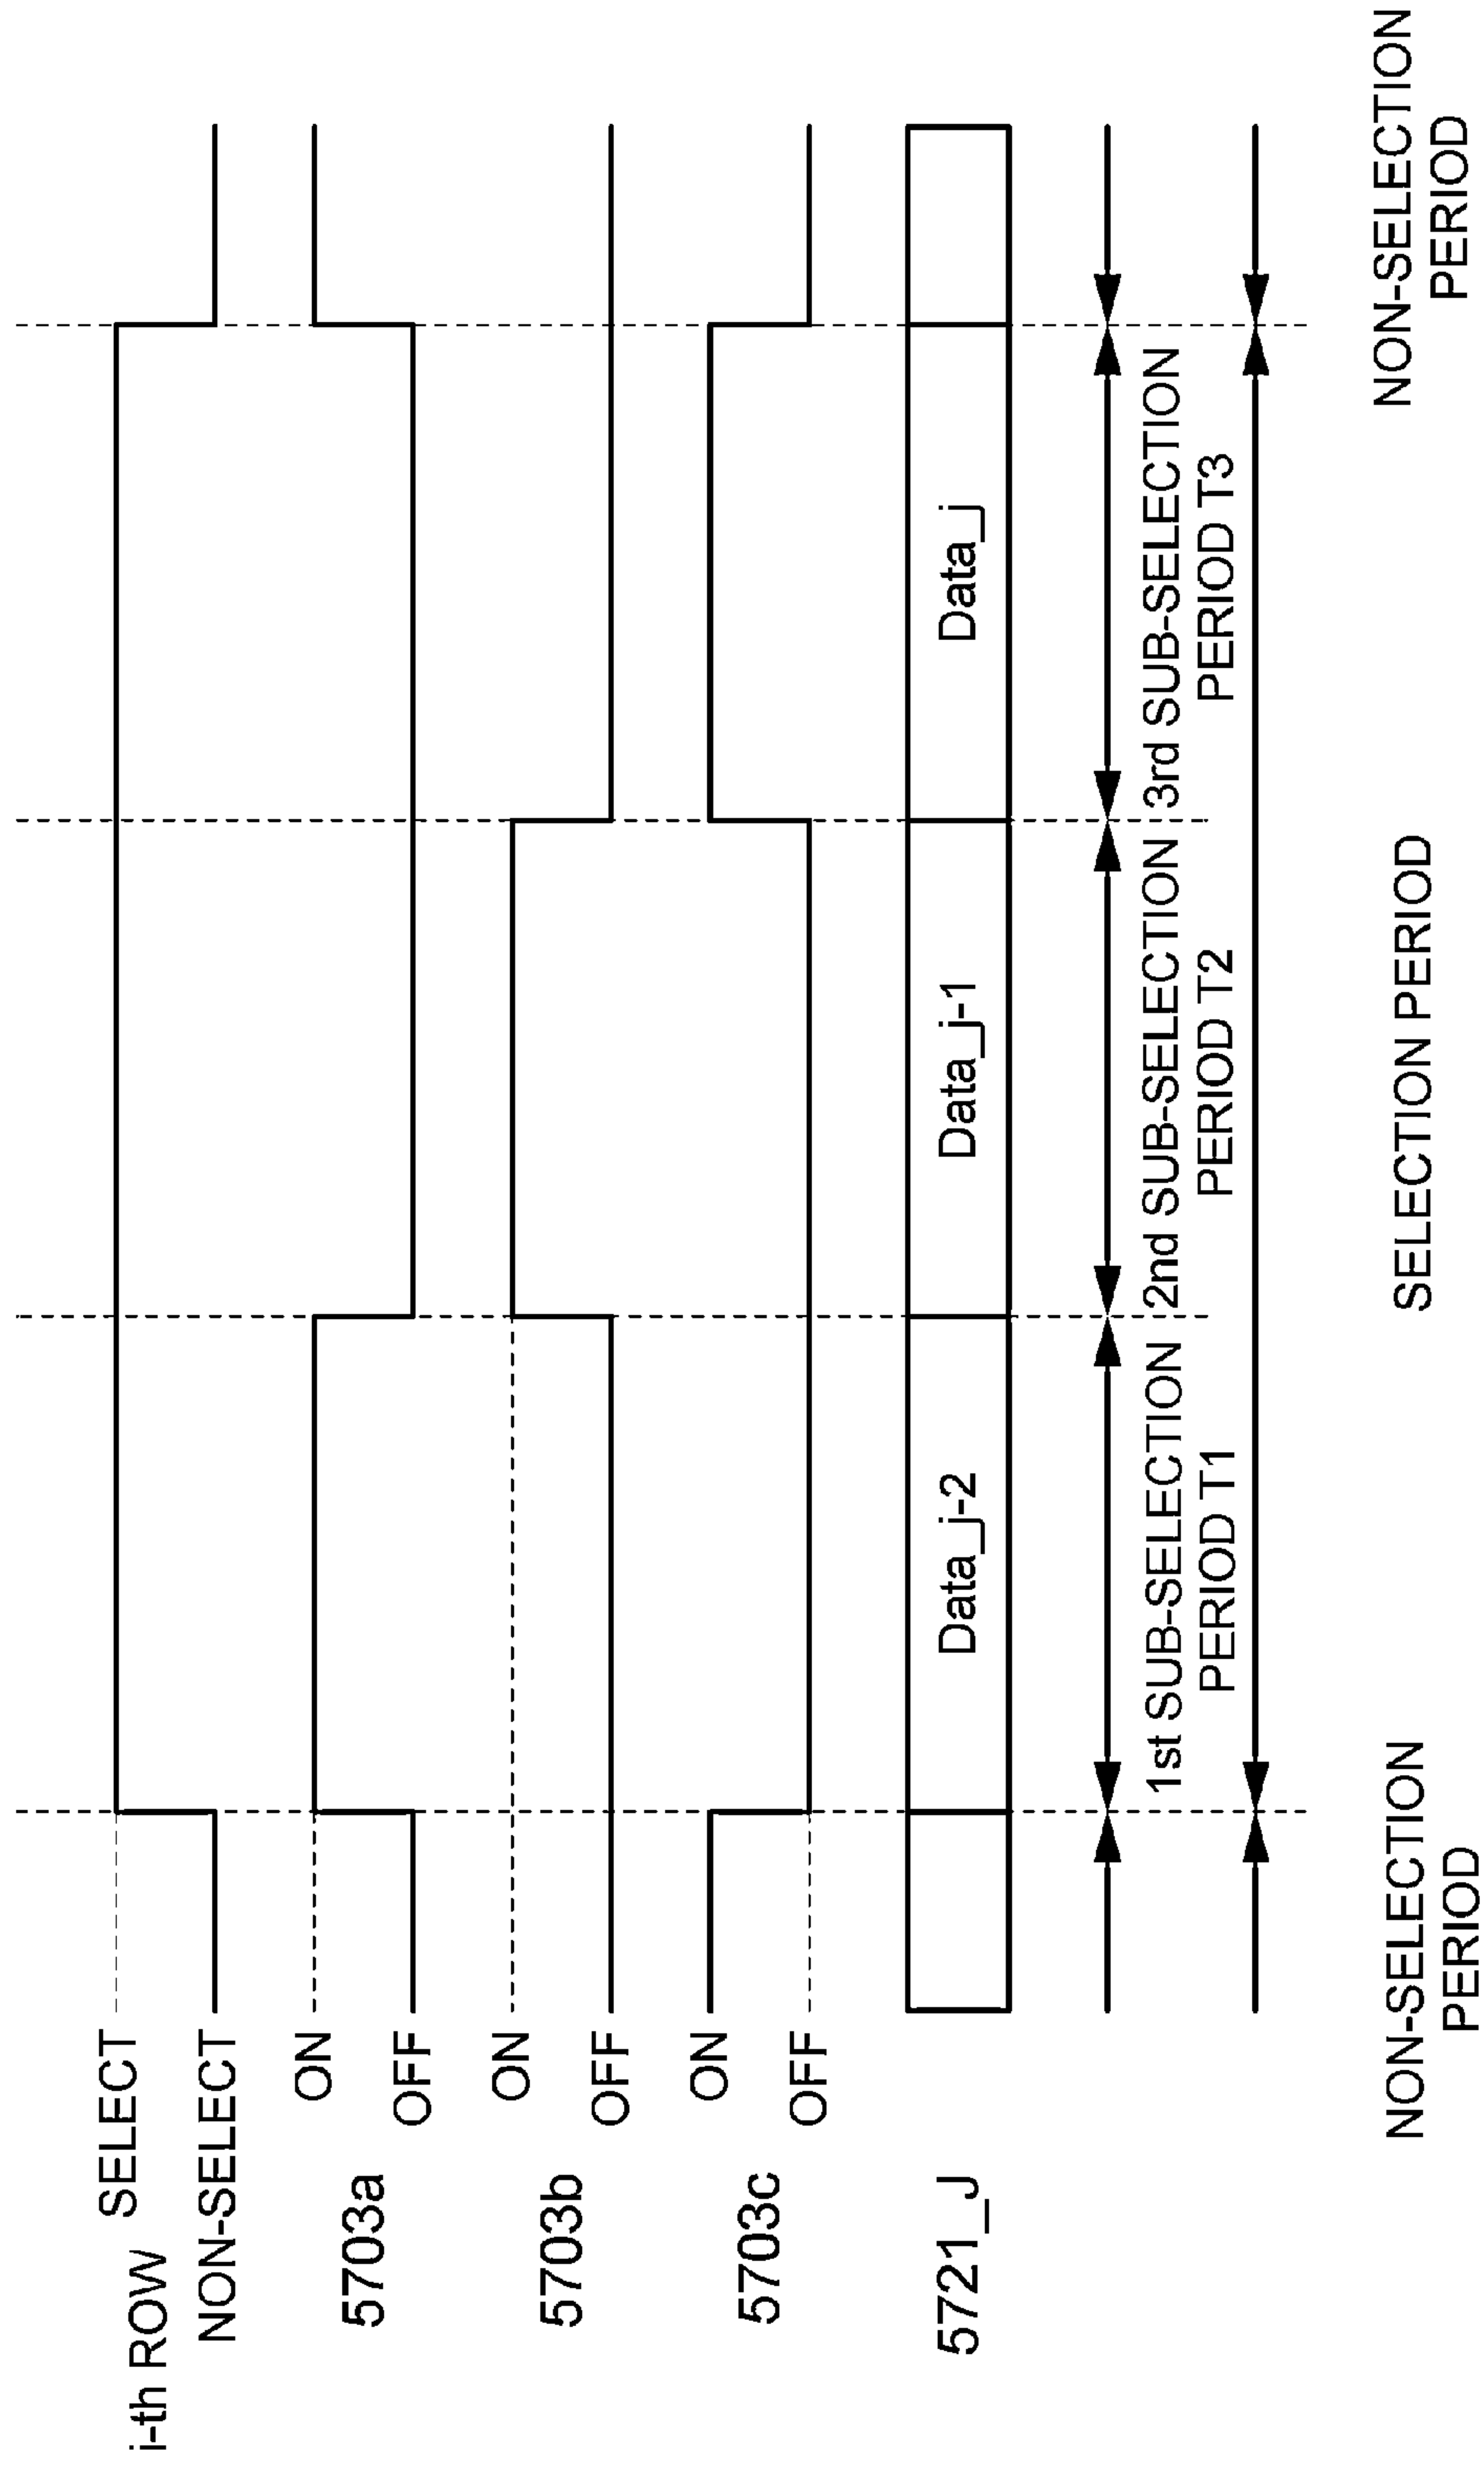 i-th ROW
SELECT
NON-SELECT
5703a
ON
OFF
5703b
ON
OFF
5703c
ON
OFF
5721_J
Data_j-2
Data_j-1
Data_j
1st SUB-SELECTION
PERIOD T1
2nd SUB-SELECTION
PERIOD T2
3rd SUB-SELECTION
PERIOD T3
NON-SELECTION
PERIOD
SELECTION PERIOD
NON-SELECTION
PERIOD